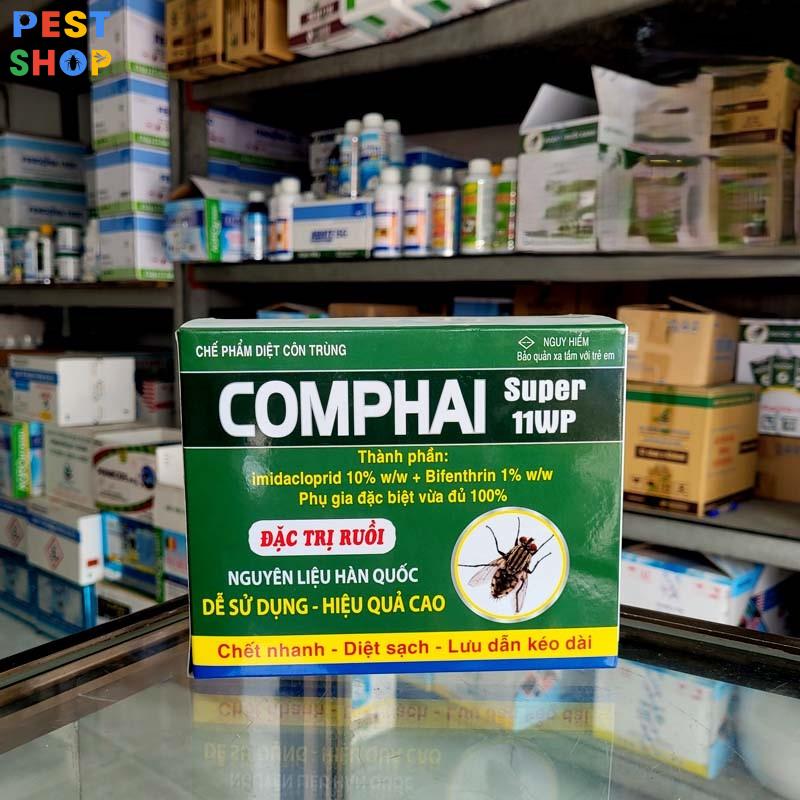 PEST
SHOP
CHẾ PHẨM DIỆT CÔN TRÙNG
NGUY HIỂM
Bảo quản xa tầm với trẻ em
COMPHAI Super
11WP
Thành phần:
imidacloprid 10% w/w + Bifenthrin 1% w/w
Phụ gia đặc biệt vừa đủ 100%
ĐẶC TRỊ RUỒI
NGUYÊN LIỆU HÀN QUỐC
DỄ SỬ DỤNG - HIỆU QUẢ CAO
Chết nhanh - Diệt sạch - Lưu dẫn kéo dài